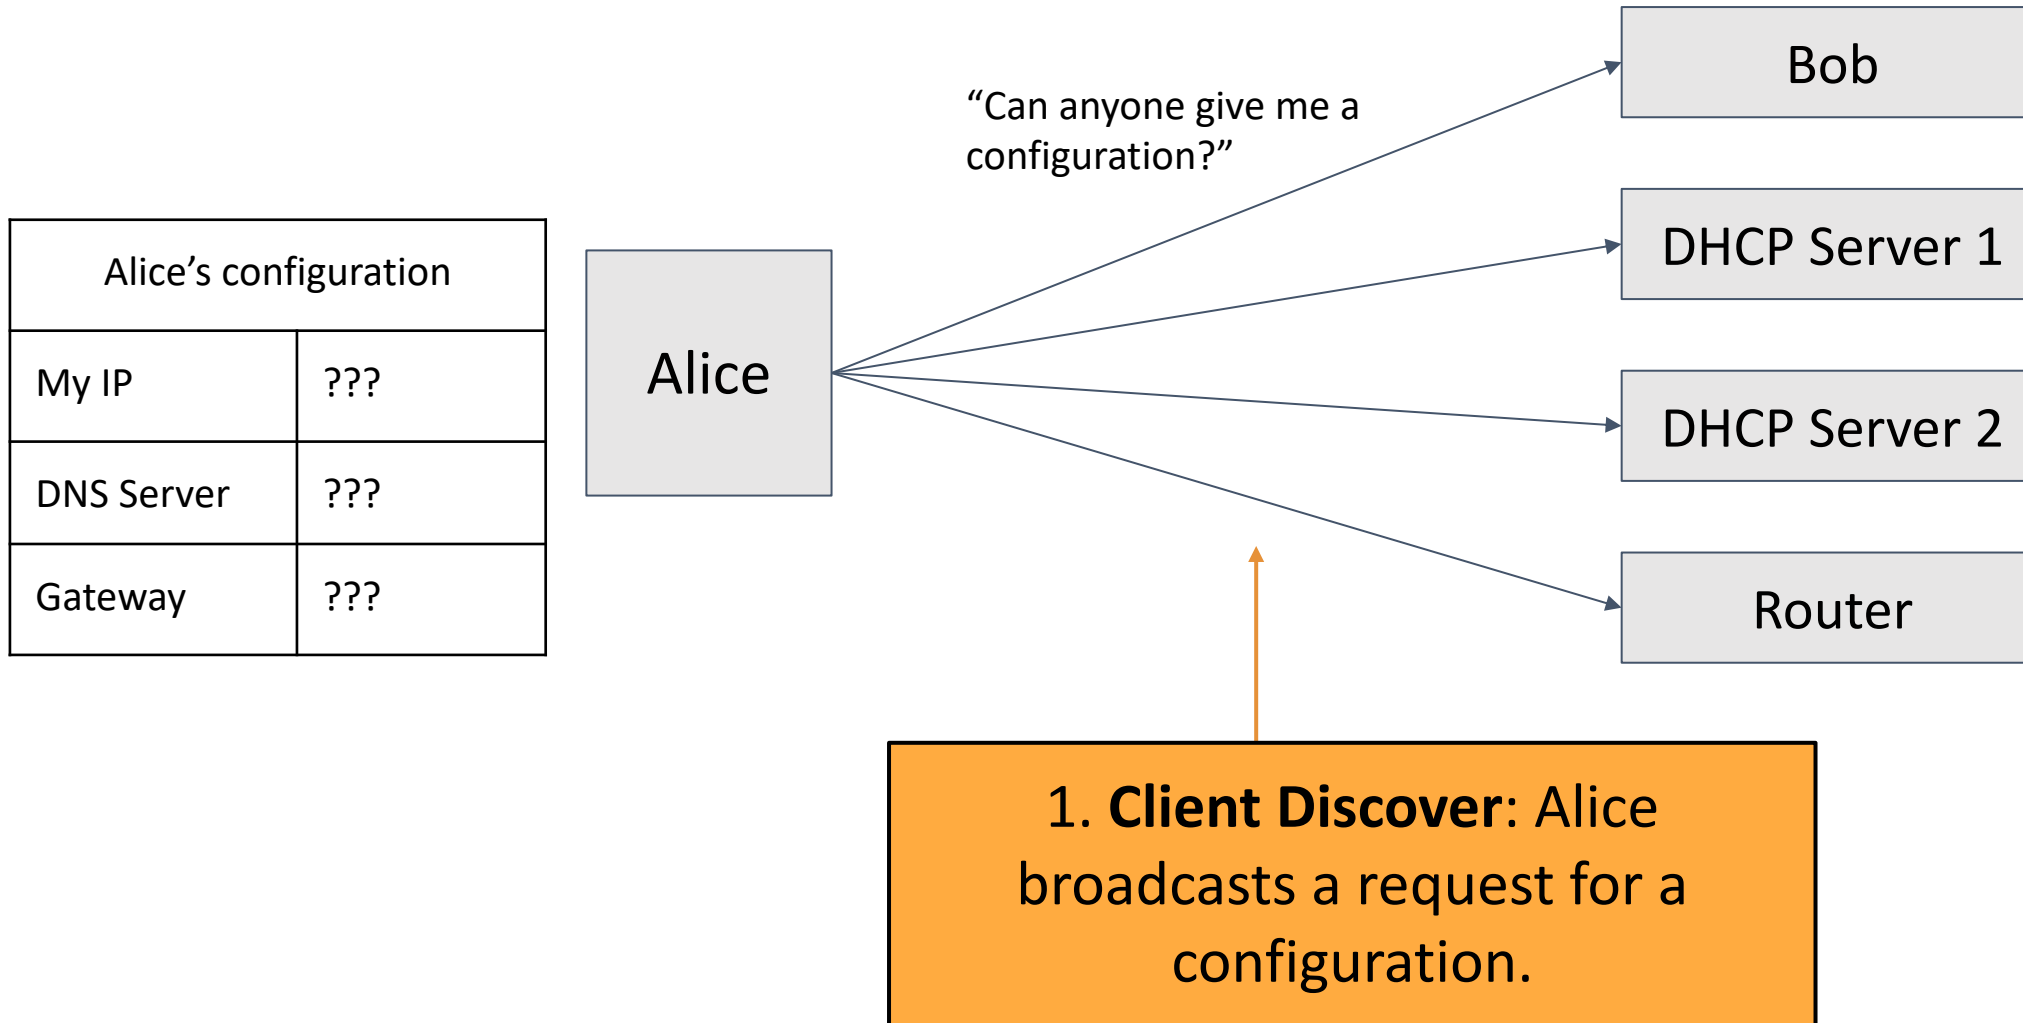 “Can anyone give me a
configuration?”
Bob
DHCP Server 1
DHCP Server 2
Router
Alice
Alice’s configuration
My IP ???
DNS Server ???
Gateway ???
1. Client Discover: Alice
broadcasts a request for a
configuration.